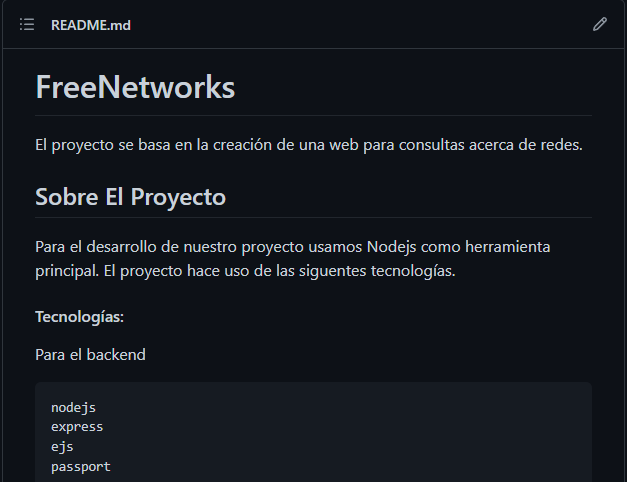 README.md
FreeNetworks
El proyecto se basa en la creación de una web para consultas acerca de redes.
Sobre El Proyecto
Para el desarrollo de nuestro proyecto usamos Nodejs como herramienta
principal. El proyecto hace uso de las siguentes tecnologías.
Tecnologías:
Para el backend
nodejs
express
ejs
passport